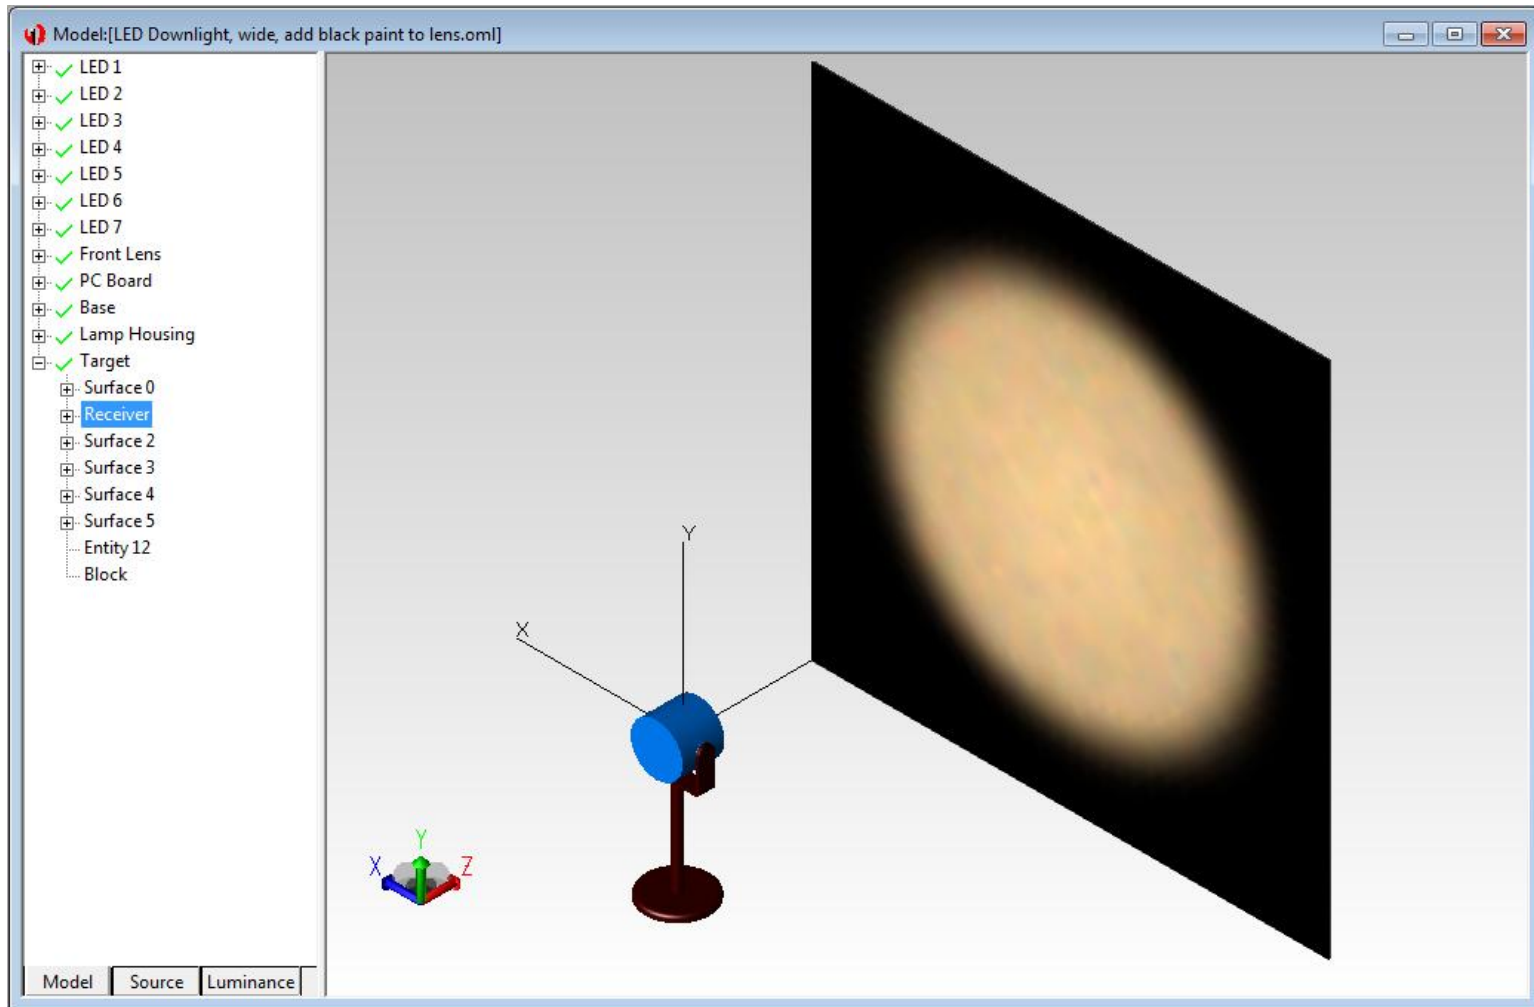 Model:[LED Downlight, wide, add black paint to lens.oml]
LED 1
LED 2
LED 3
LED 4
LED 5
LED 6
LED 7
Front Lens
PC Board
Base
Lamp Housing
Target
Surface 0
Receiver
Surface 2
Surface 3
Surface 4
Surface 5
Entity 12
Block
Y
X
Y
X Z
Model Source Luminance